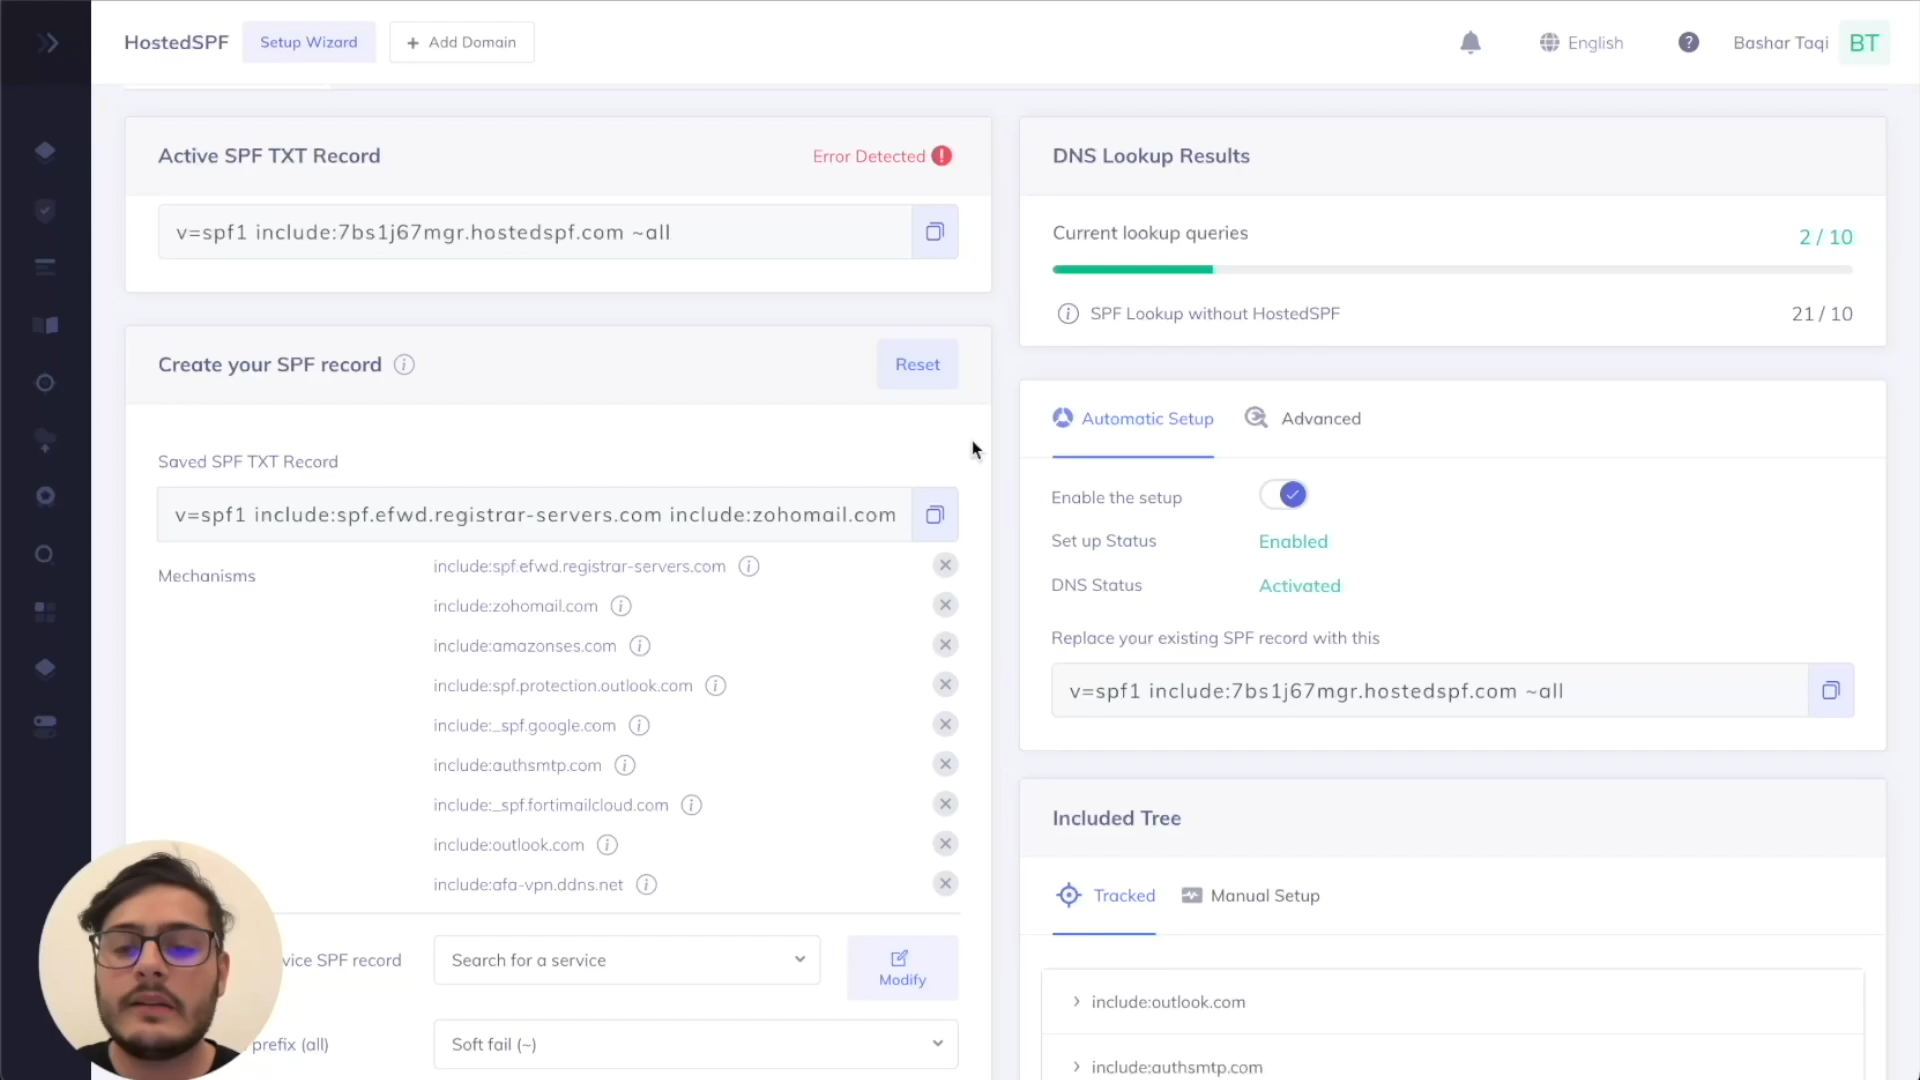 HostedSPF
Setup Wizard
+ Add Domain
English
?
Bashar Taqi
BT
Active SPF TXT Record
Error Detected
v=spf1 include:7bs1j67mgr.hostedspf.com ~all
Create your SPF record
Reset
Saved SPF TXT Record
v=spf1 include:spf.efwd.registrar-servers.com include:zohomail.com
Mechanisms
include:spf.efwd.registrar-servers.com
include:zohomail.com
include:amazonses.com
include:spf.protection.outlook.com
include:_spf.google.com
include:authsmtp.com
include:_spf.fortimailcloud.com
include:outlook.com
include:afa-vpn.ddns.net
vice SPF record
Search for a service
Modify
prefix (all)
Soft fail (~)
DNS Lookup Results
Current lookup queries
2 / 10
SPF Lookup without HostedSPF
21 / 10
Automatic Setup
Advanced
Enable the setup
Set up Status
Enabled
DNS Status
Activated
Replace your existing SPF record with this
v=spf1 include:7bs1j67mgr.hostedspf.com ~all
Included Tree
Tracked
Manual Setup
include:outlook.com
include:authsmtp.com